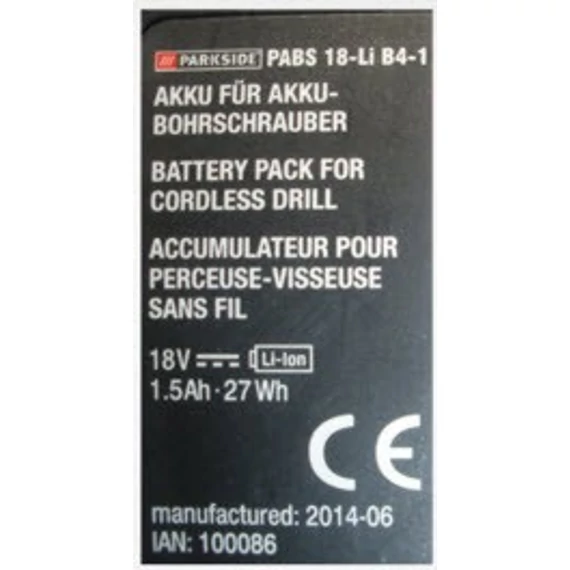 /// PARKSIDE PABS 18-Li B4-1
AKKU FÜR AKKU-
BOHRSCHRAUBER
BATTERY PACK FOR
CORDLESS DRILL
ACCUMULATEUR POUR
PERCEUSE-VISSEUSE
SANS FIL
18V Li-Ion
1.5Ah · 27 Wh
CE
manufactured: 2014-06
IAN: 100086